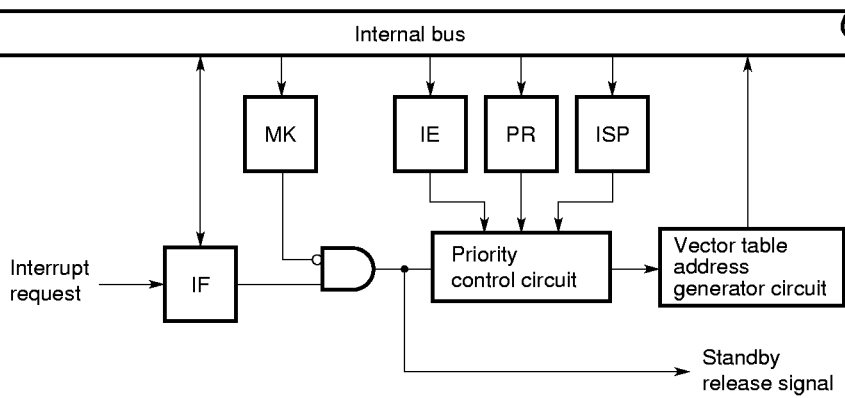 Internal bus
MK
IE
PR
ISP
Interrupt
request
IF
Priority
control circuit
Vector table
address
generator circuit
Standby
release signal